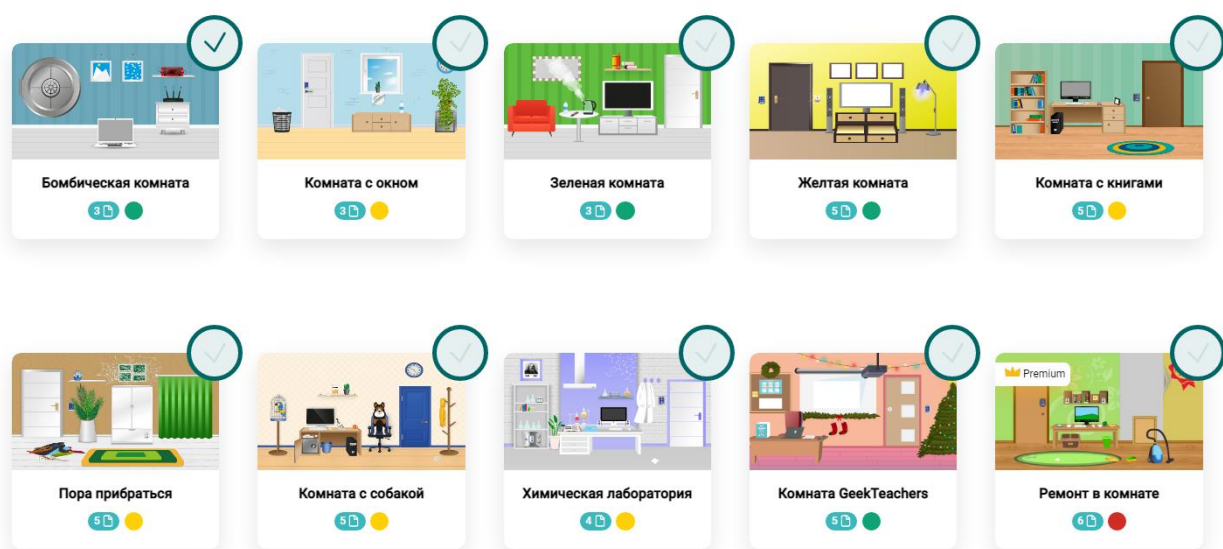 Бомбическая комната
3
Комната с окном
3
Зеленая комната
3
Желтая комната
5
Комната с книгами
5
Пора прибраться
5
Комната с собакой
5
Химическая лаборатория
4
Комната GeekTeachers
5
Premium
Ремонт в комнате
6